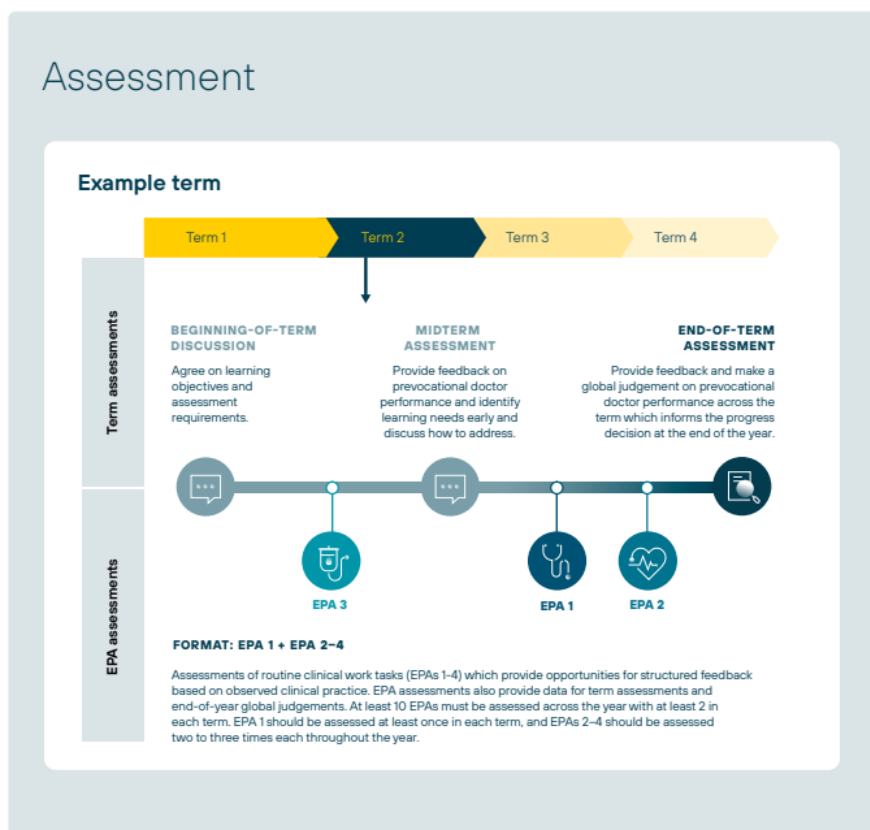 Assessment
Example term
Term 1
Term 2
Term 3
Term 4
Term assessments
BEGINNING-OF-TERM
DISCUSSION
Agree on learning
objectives and
assessment
requirements.
MIDTERM
ASSESSMENT
Provide feedback on
prevocational doctor
performance and identify
learning needs early and
discuss how to address.
END-OF-TERM
ASSESSMENT
Provide feedback and make a
global judgement on prevocational
doctor performance across the
term which informs the progress
decision at the end of the year.
EPA assessments
EPA 3
EPA 1
EPA 2
FORMAT: EPA 1 + EPA 2–4
Assessments of routine clinical work tasks (EPAs 1-4) which provide opportunities for structured feedback
based on observed clinical practice. EPA assessments also provide data for term assessments and
end-of-year global judgements. At least 10 EPAs must be assessed across the year with at least 2 in
each term. EPA 1 should be assessed at least once in each term, and EPAs 2–4 should be assessed
two to three times each throughout the year.